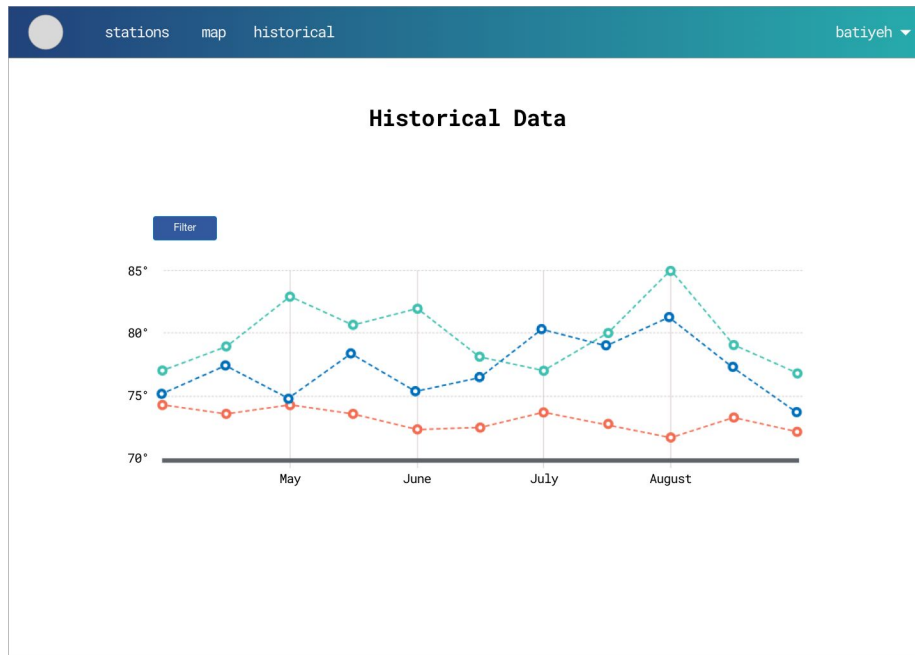 stations map historical batiyeh
Historical Data
Filter
85°
80°
75°
70°
May June July August